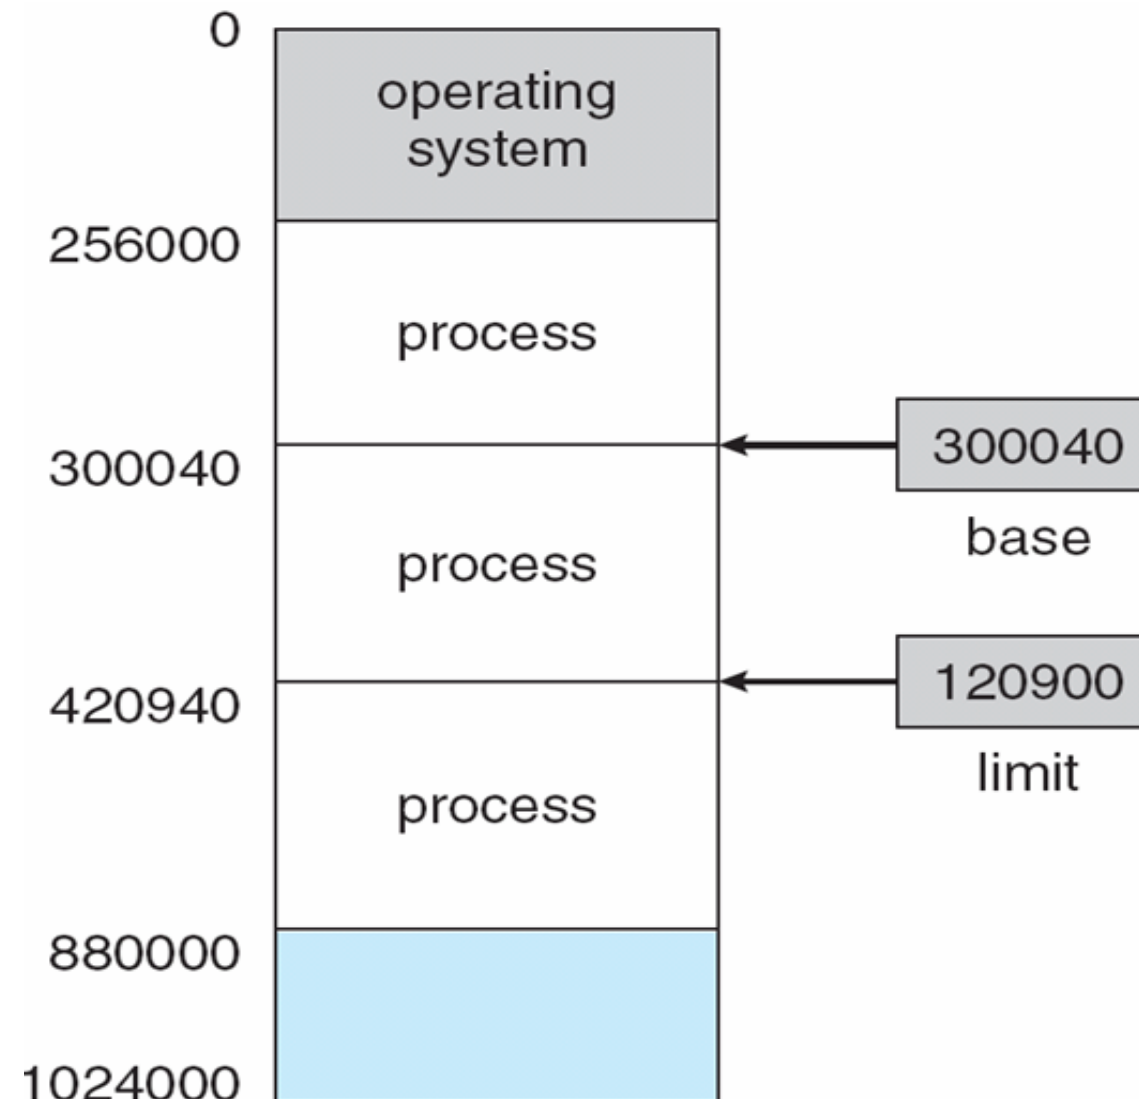 0
operating
system
256000
process
300040
300040
base
process
120900
420940
limit
process
880000
1024000